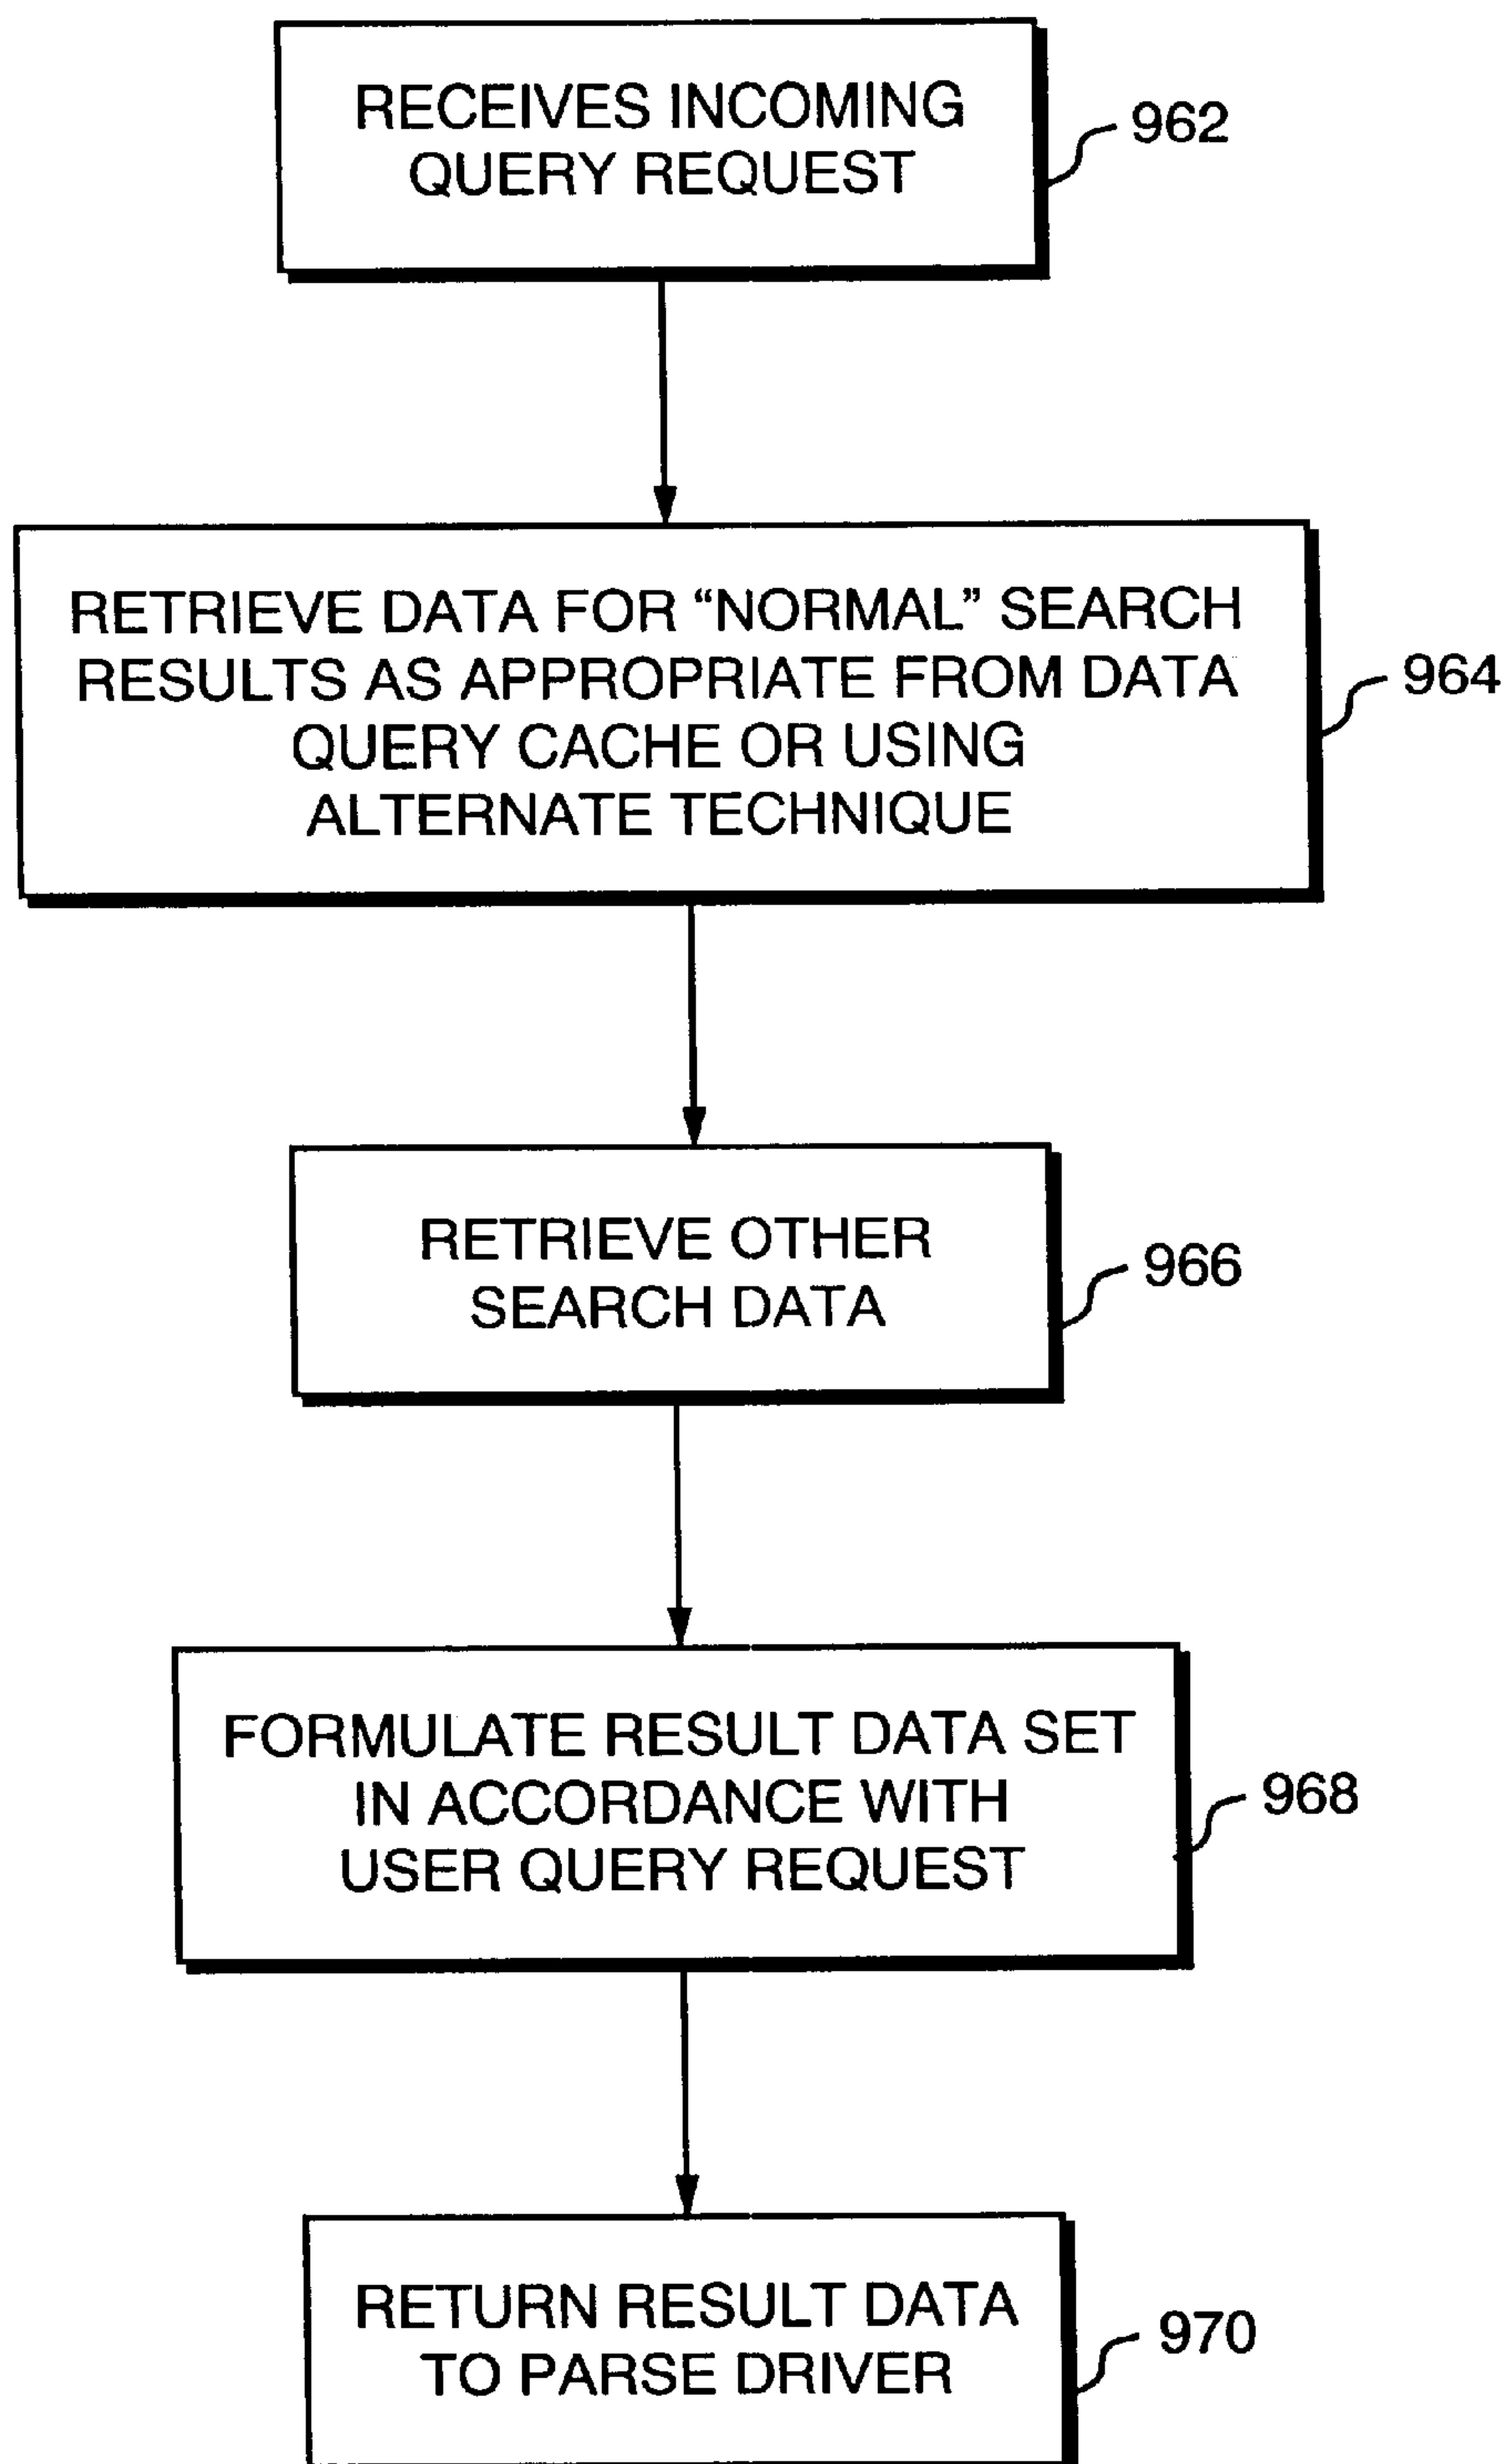 RECEIVES INCOMING
QUERY REQUEST
962
RETRIEVE DATA FOR “NORMAL” SEARCH
RESULTS AS APPROPRIATE FROM DATA
QUERY CACHE OR USING
ALTERNATE TECHNIQUE
964
RETRIEVE OTHER
SEARCH DATA
966
FORMULATE RESULT DATA SET
IN ACCORDANCE WITH
USER QUERY REQUEST
968
RETURN RESULT DATA
TO PARSE DRIVER
970